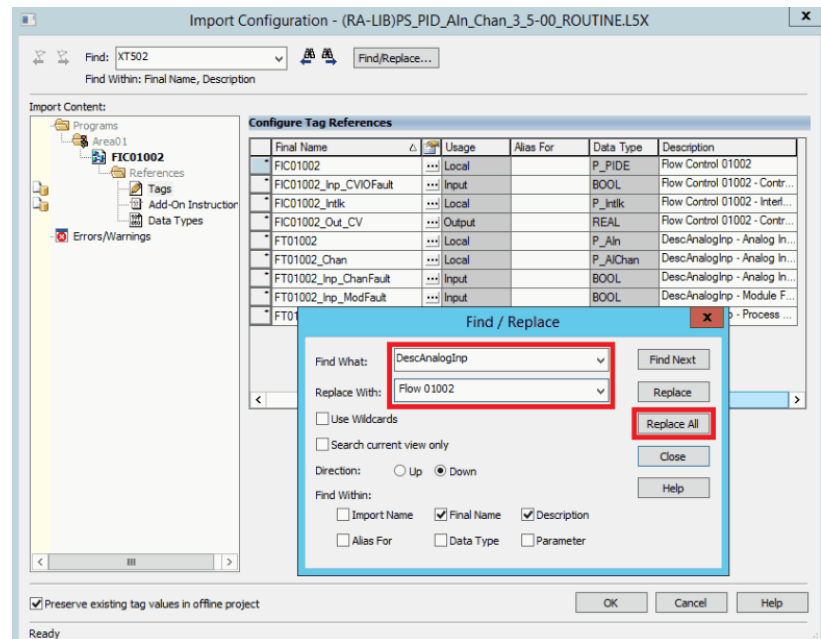 Import Configuration - (RA-LIB)PS_PID_AIn_Chan_3_5-00_ROUTINE.L5X
x
Find: XT502
Find/Replace...
Find Within: Final Name, Description
Import Content:
Programs
Area01
FIC01002
References
Tags
Add-On Instruction
Data Types
Errors/Warnings
Configure Tag References
Final Name Usage Alias For Data Type Description
FIC01002 ... Local P_PIDE Flow Control 01002
FIC01002_Inp_CVIOFault ... Input BOOL Flow Control 01002 - Contr...
FIC01002_Intlk ... Local P_Intlk Flow Control 01002 - Interl...
FIC01002_Out_CV ... Output REAL Flow Control 01002 - Contr...
FT01002 ... Local P_AIn DescAnalogInp - Analog In...
FT01002_Chan ... Local P_AIChan DescAnalogInp - Analog In...
FT01002_Inp_ChanFault ... Input BOOL DescAnalogInp - Analog In...
FT01002_Inp_ModFault ... Input BOOL DescAnalogInp - Module F...
FT01 p - Process ...
Find / Replace
x
Find What: DescAnalogInp
Find Next
Replace With: Flow 01002
Replace
Use Wildcards
Replace All
Search current view only
Close
Direction: Up Down
Help
Find Within:
Import Name Final Name Description
Alias For Data Type Parameter
Preserve existing tag values in offline project
OK Cancel Help
Ready